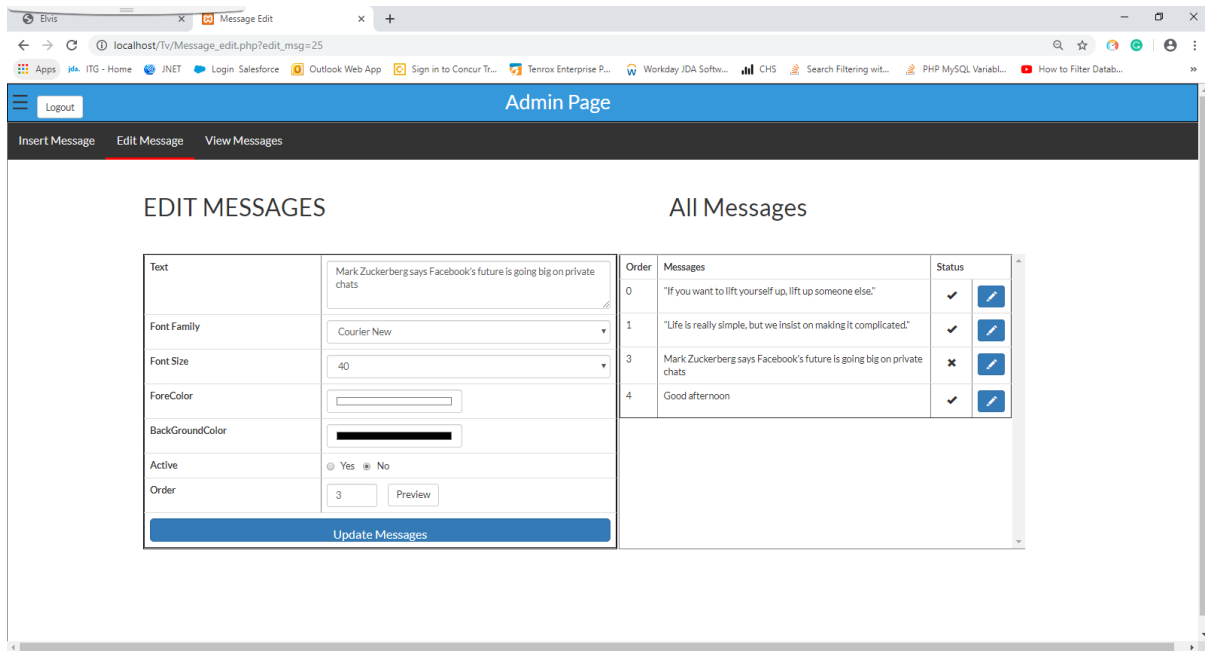 Elvis
Message Edit
localhost/Tv/Message_edit.php?edit_msg=25
Apps jda. ITG - Home JNET Login Salesforce Outlook Web App Sign in to Concur Tr... Tenrox Enterprise P... Workday JDA Softw... CHS Search Filtering wit... PHP MySQL Variabl... How to Filter Datab... »
Logout
Admin Page
Insert Message Edit Message View Messages
EDIT MESSAGES
Text
Mark Zuckerberg says Facebook's future is going big on private
chats
Font Family
Courier New
Font Size
40
ForeColor
BackGroundColor
Active
Yes No
Order
3 Preview
Update Messages
All Messages
Order Messages Status
0 "If you want to lift yourself up, lift up someone else."
1 "Life is really simple, but we insist on making it complicated."
3 Mark Zuckerberg says Facebook's future is going big on private
chats
4 Good afternoon